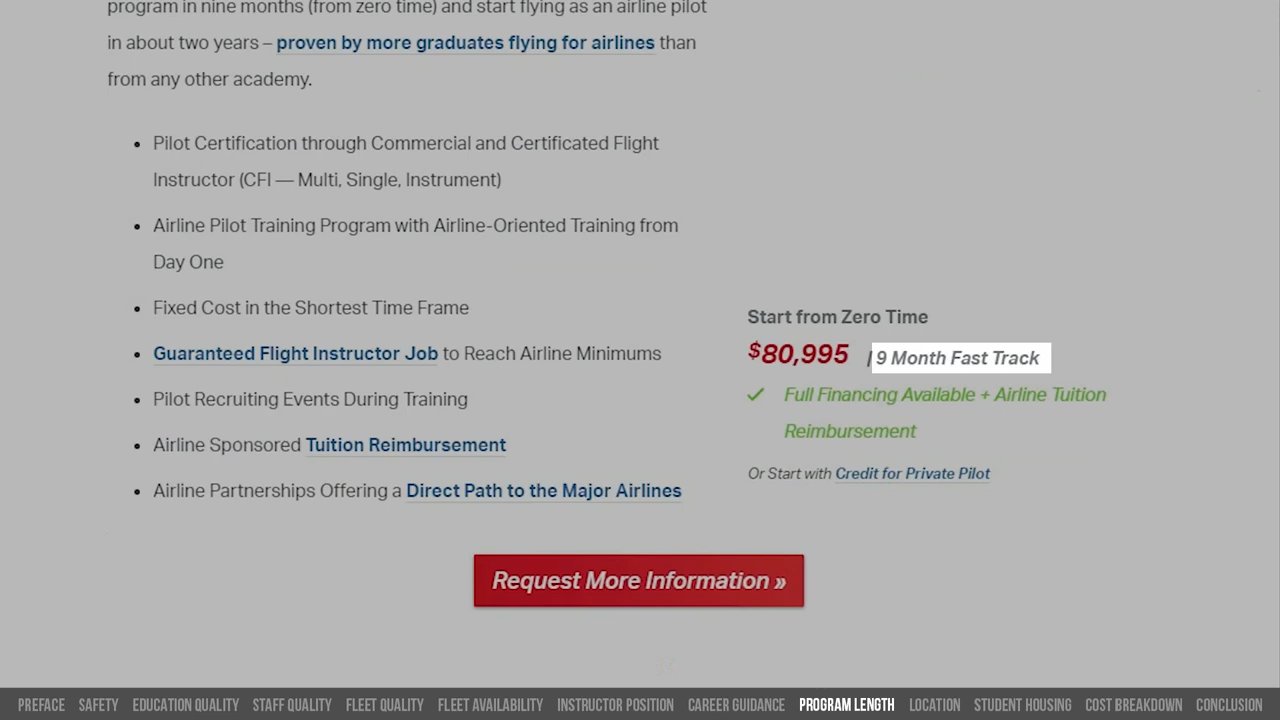 program in nine months (from zero time) and start flying as an airline pilot
in about two years – proven by more graduates flying for airlines than
from any other academy.
• Pilot Certification through Commercial and Certificated Flight
Instructor (CFI — Multi, Single, Instrument)
• Airline Pilot Training Program with Airline-Oriented Training from
Day One
• Fixed Cost in the Shortest Time Frame
• Guaranteed Flight Instructor Job to Reach Airline Minimums
• Pilot Recruiting Events During Training
• Airline Sponsored Tuition Reimbursement
• Airline Partnerships Offering a Direct Path to the Major Airlines
Start from Zero Time
$80,995 | 9 Month Fast Track
Full Financing Available + Airline Tuition
Reimbursement
Or Start with Credit for Private Pilot
Request More Information »
PREFACE SAFETY EDUCATION QUALITY STAFF QUALITY FLEET QUALITY FLEET AVAILABILITY INSTRUCTOR POSITION CAREER GUIDANCE PROGRAM LENGTH LOCATION STUDENT HOUSING COST BREAKDOWN CONCLUSION